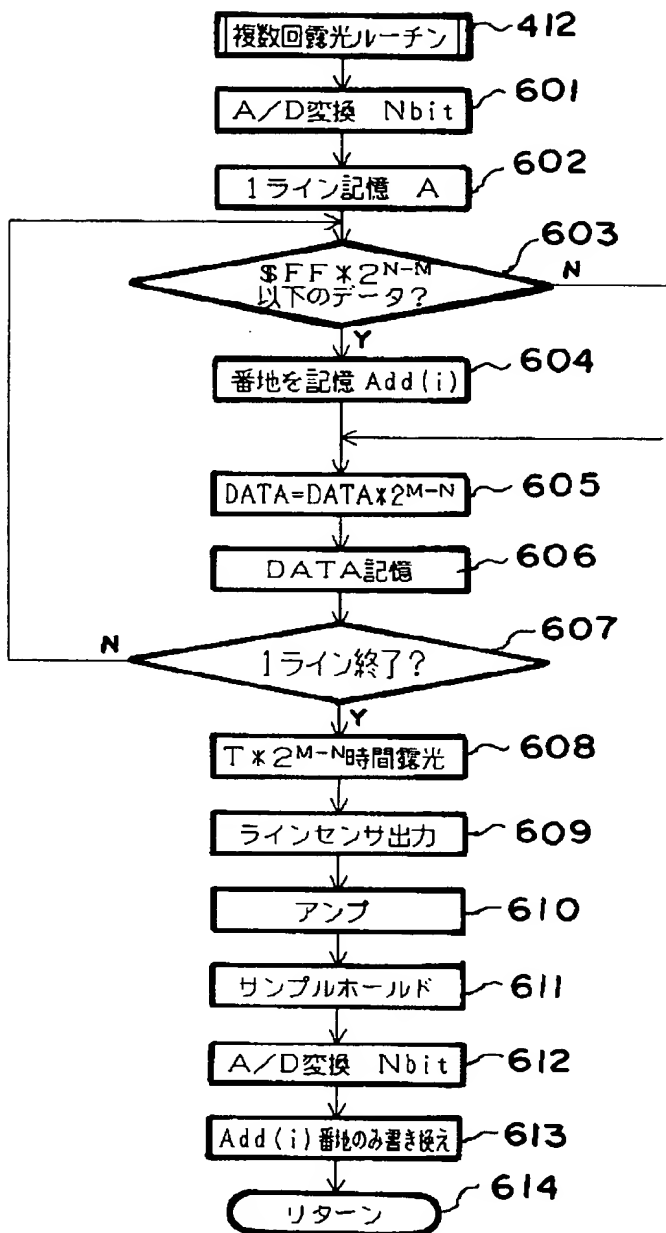 複数回露光ルーチン 412
A/D変換 Nbit 601
1ライン記憶 A 602
603
$FF*2^N-M N
以下のデータ?
Y
番地を記憶 Add(i) 604
DATA=DATA*2^M-N 605
DATA記憶 606
N 1ライン終了? 607
Y
T*2^M-N時間露光 608
ラインセンサ出力 609
アンプ 610
サンプルホールド 611
A/D変換 Nbit 612
Add(i)番地のみ書き換え 613
リターン 614